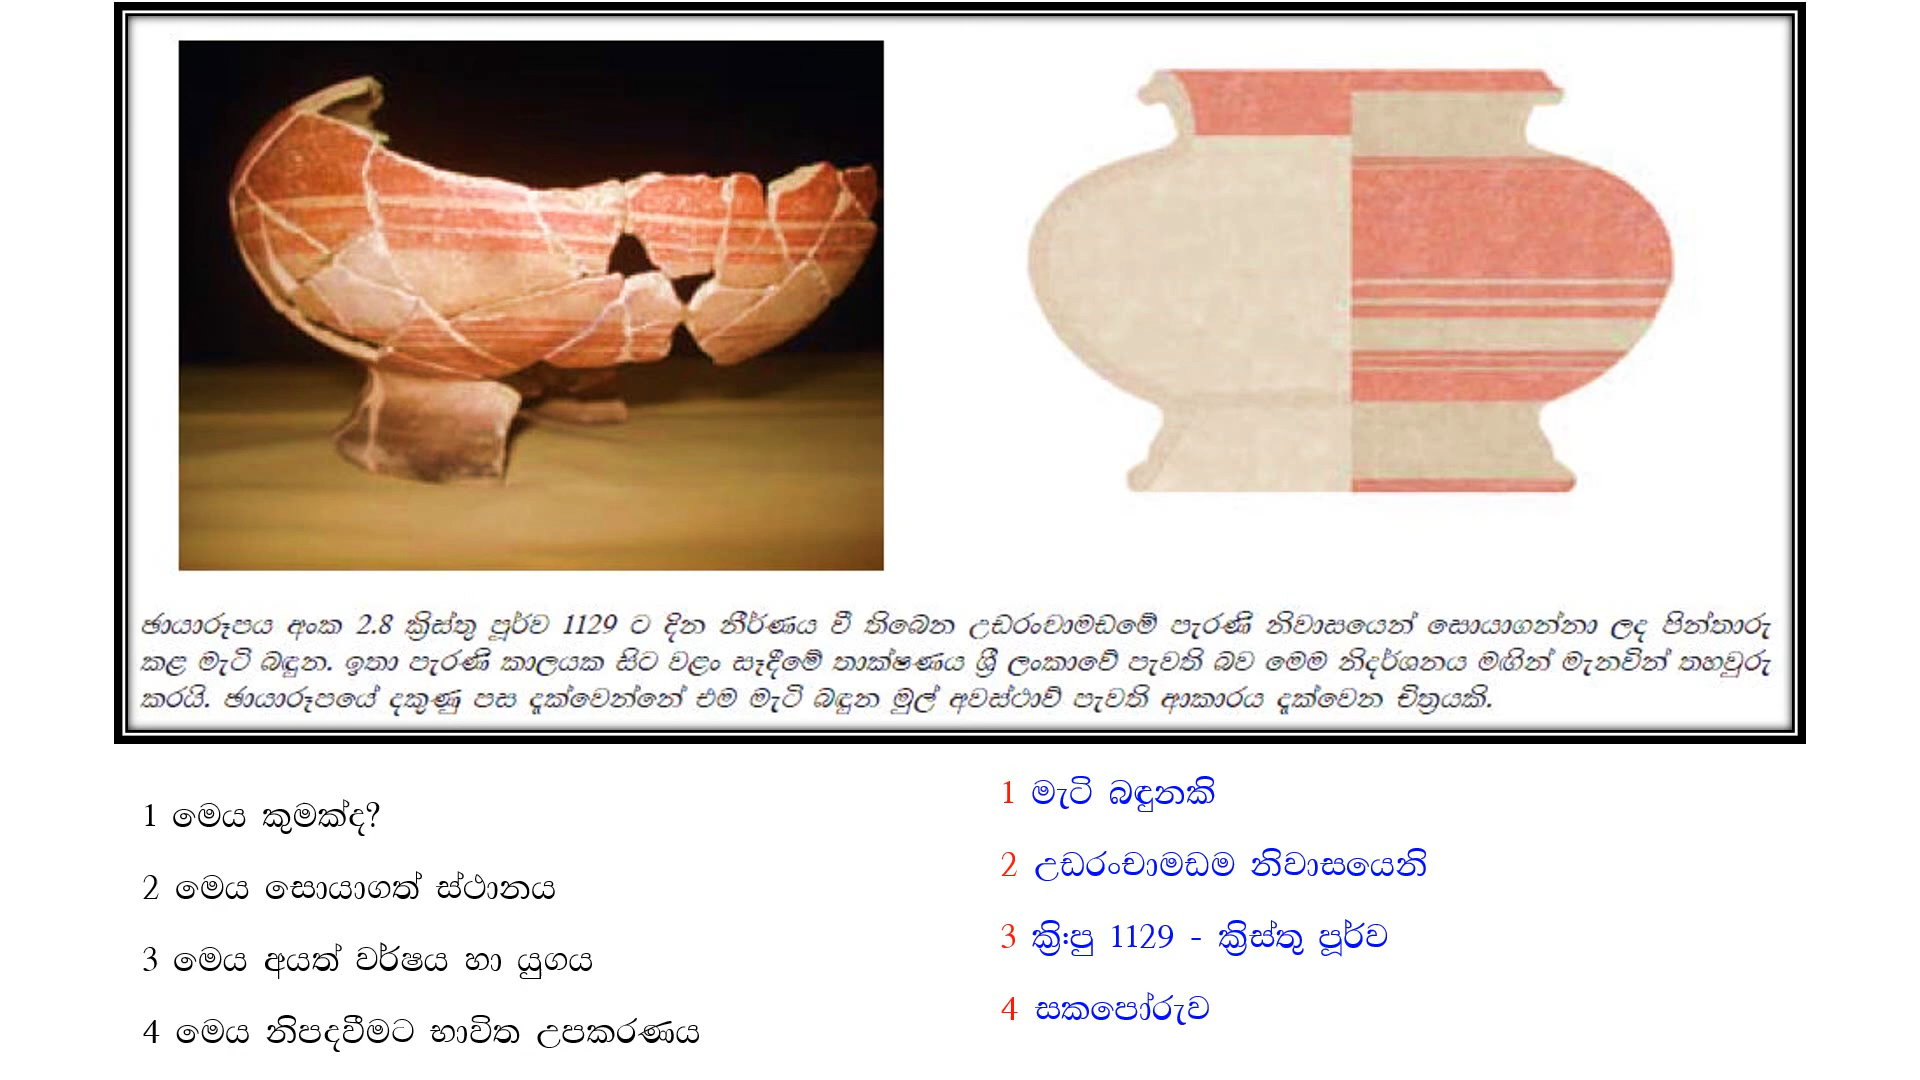 ඡායාරූපය අංක 2.8 ක්‍රිස්තු පූර්ව 1129 ට දින නීර්ණය වී තිබෙන උඩරංචාමඩමේ පැරණි නිවාසයෙන් සොයාගන්නා ලද පින්තාරු
කළ මැටි බඳුන. ඉතා පැරණි කාලයක සිට වළං සෑදීමේ තාක්ෂණය ශ්‍රී ලංකාවේ පැවති බව මෙම නිදර්ශනය මඟින් මැනවින් තහවුරු
කරයි. ඡායාරූපයේ දකුණු පස දැක්වෙන්නේ එම මැටි බඳුන මුල් අවස්ථාව් පැවති ආකාරය දැක්වෙන චිත්‍රයකි.
1 මෙය කුමක්ද?
2 මෙය සොයාගත් ස්ථානය
3 මෙය අයත් වර්ෂය හා යුගය
4 මෙය නිපදවීමට භාවිත උපකරණය
1 මැටි බඳුනකි
2 උඩරංචාමඩම නිවාසයෙනි
3 ක්‍රි:පු 1129 - ක්‍රිස්තු පූර්ව
4 සකපෝරුව